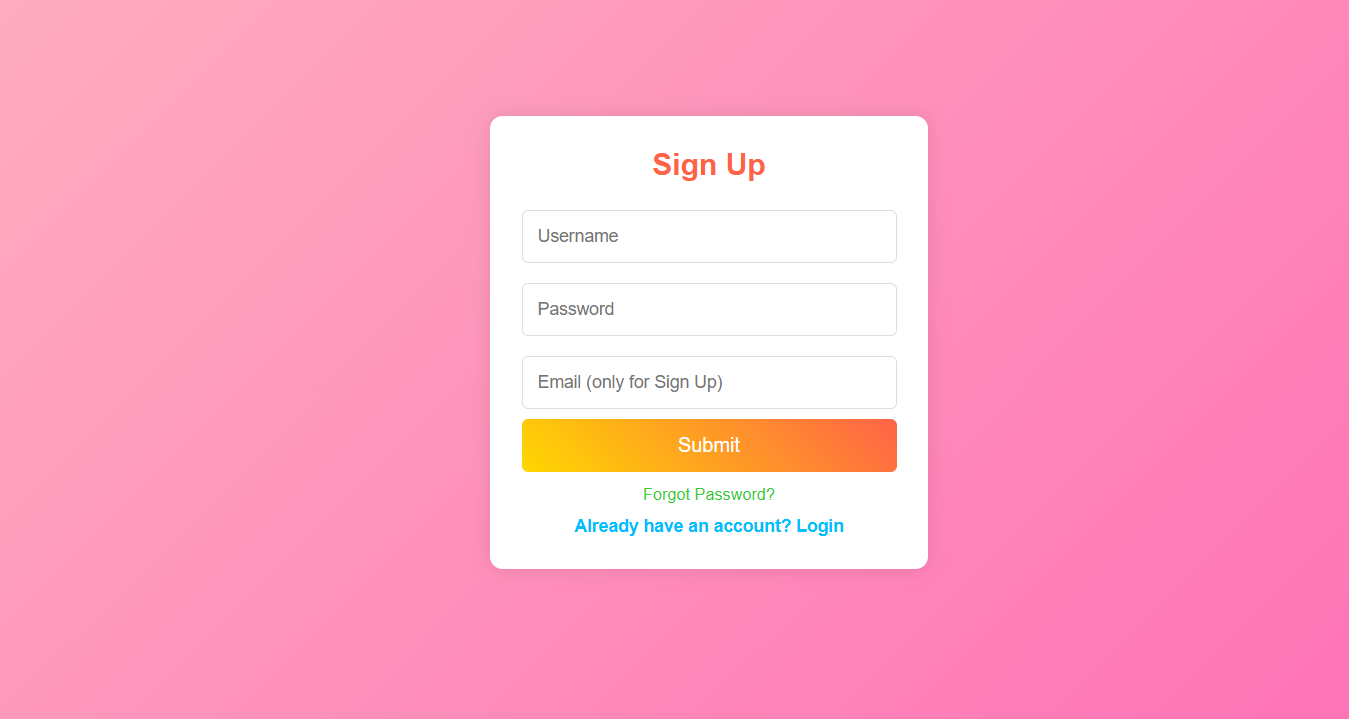 Sign Up
Username
Password
Email (only for Sign Up)
Submit
Forgot Password?
Already have an account? Login